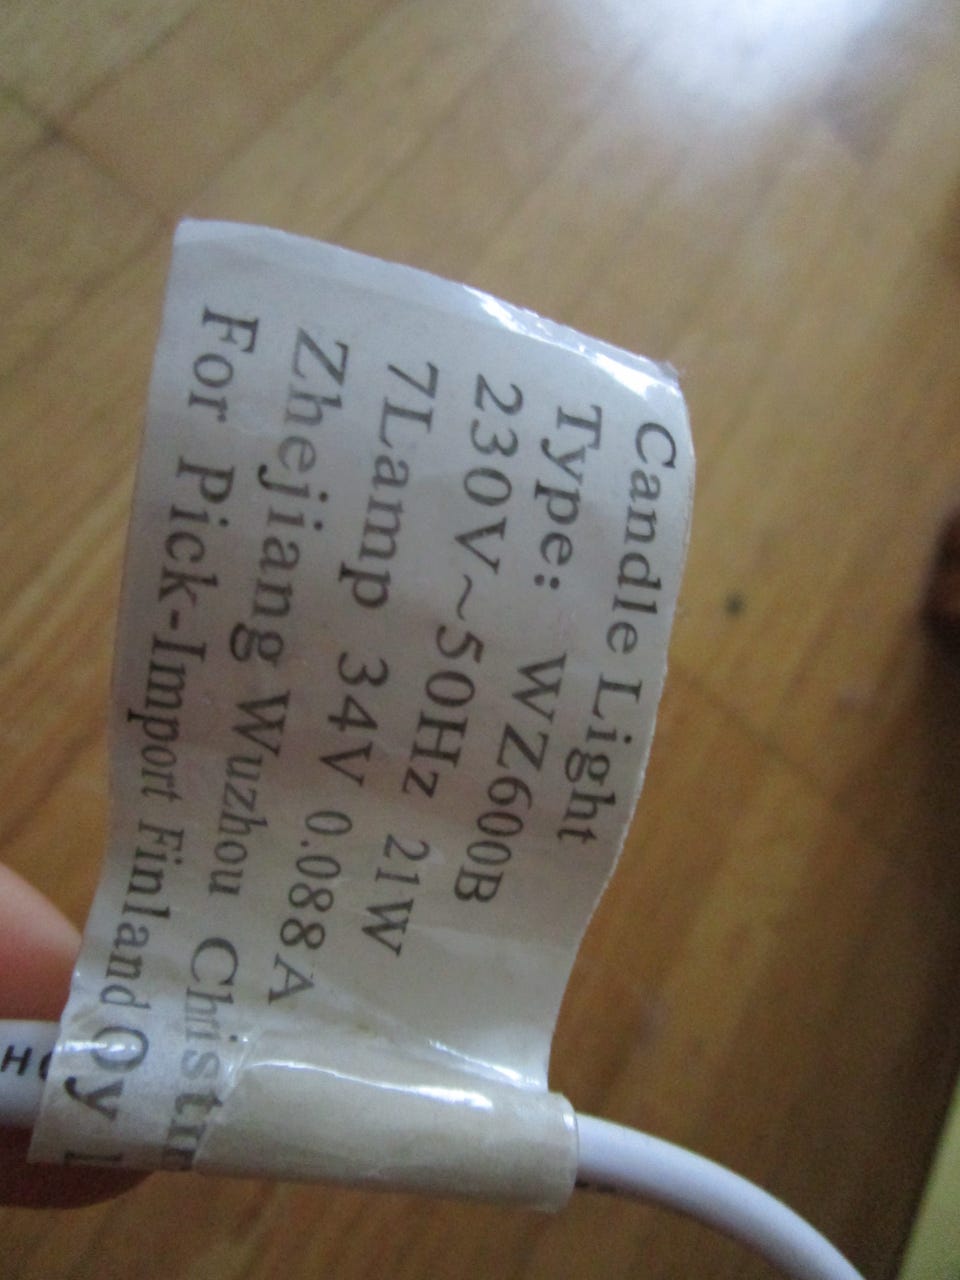 Candle Light
Type: WZ600B
230V~50Hz 21W
7Lamp 34V 0.088A
Zhejiang Wuzhou
For Pick-Import Finland Oy